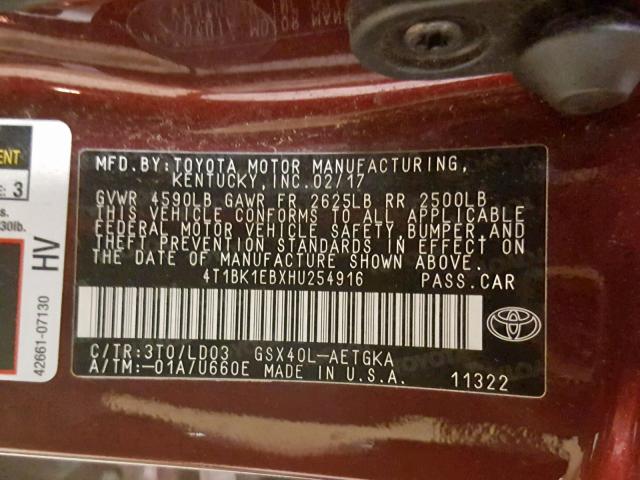 MFD. BY: TOYOTA MOTOR MANUFACTURING,
KENTUCKY, INC. 02/17
GVWR 4590LB GAWR FR 2625LB RR 2500LB
THIS VEHICLE CONFORMS TO ALL APPLICABLE
FEDERAL MOTOR VEHICLE SAFETY, BUMPER, AND
THEFT PREVENTION STANDARDS IN EFFECT ON
THE DATE OF MANUFACTURE SHOWN ABOVE.
4T1BK1EBXHU254916 PASS. CAR
C/TR: 3T0/LD03 GSX40L-AETGKA
A/TM: -01A/U660E MADE IN U.S.A.
11322
ENT
: 3
s.
30lb.
HV
42661-07130